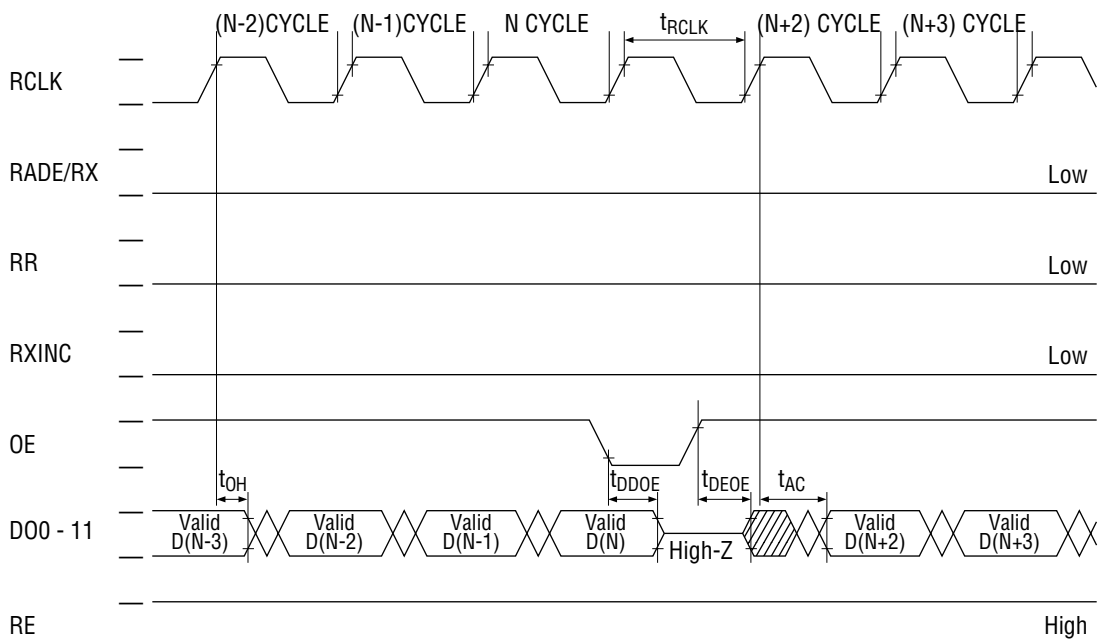 (N-2)CYCLE (N-1)CYCLE N CYCLE tRCLK (N+2) CYCLE (N+3) CYCLE
RCLK
RADE/RX Low
RR Low
RXINC Low
OE
tOH tDDOE tDEOE tAC
DO0 - 11
Valid D(N-3)
Valid D(N-2)
Valid D(N-1)
Valid D(N)
High-Z
Valid D(N+2)
Valid D(N+3)
RE High